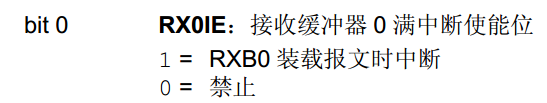 bit 0 RX0IE：接收缓冲器 0 满中断使能位
1 = RXB0 装载报文时中断
0 = 禁止